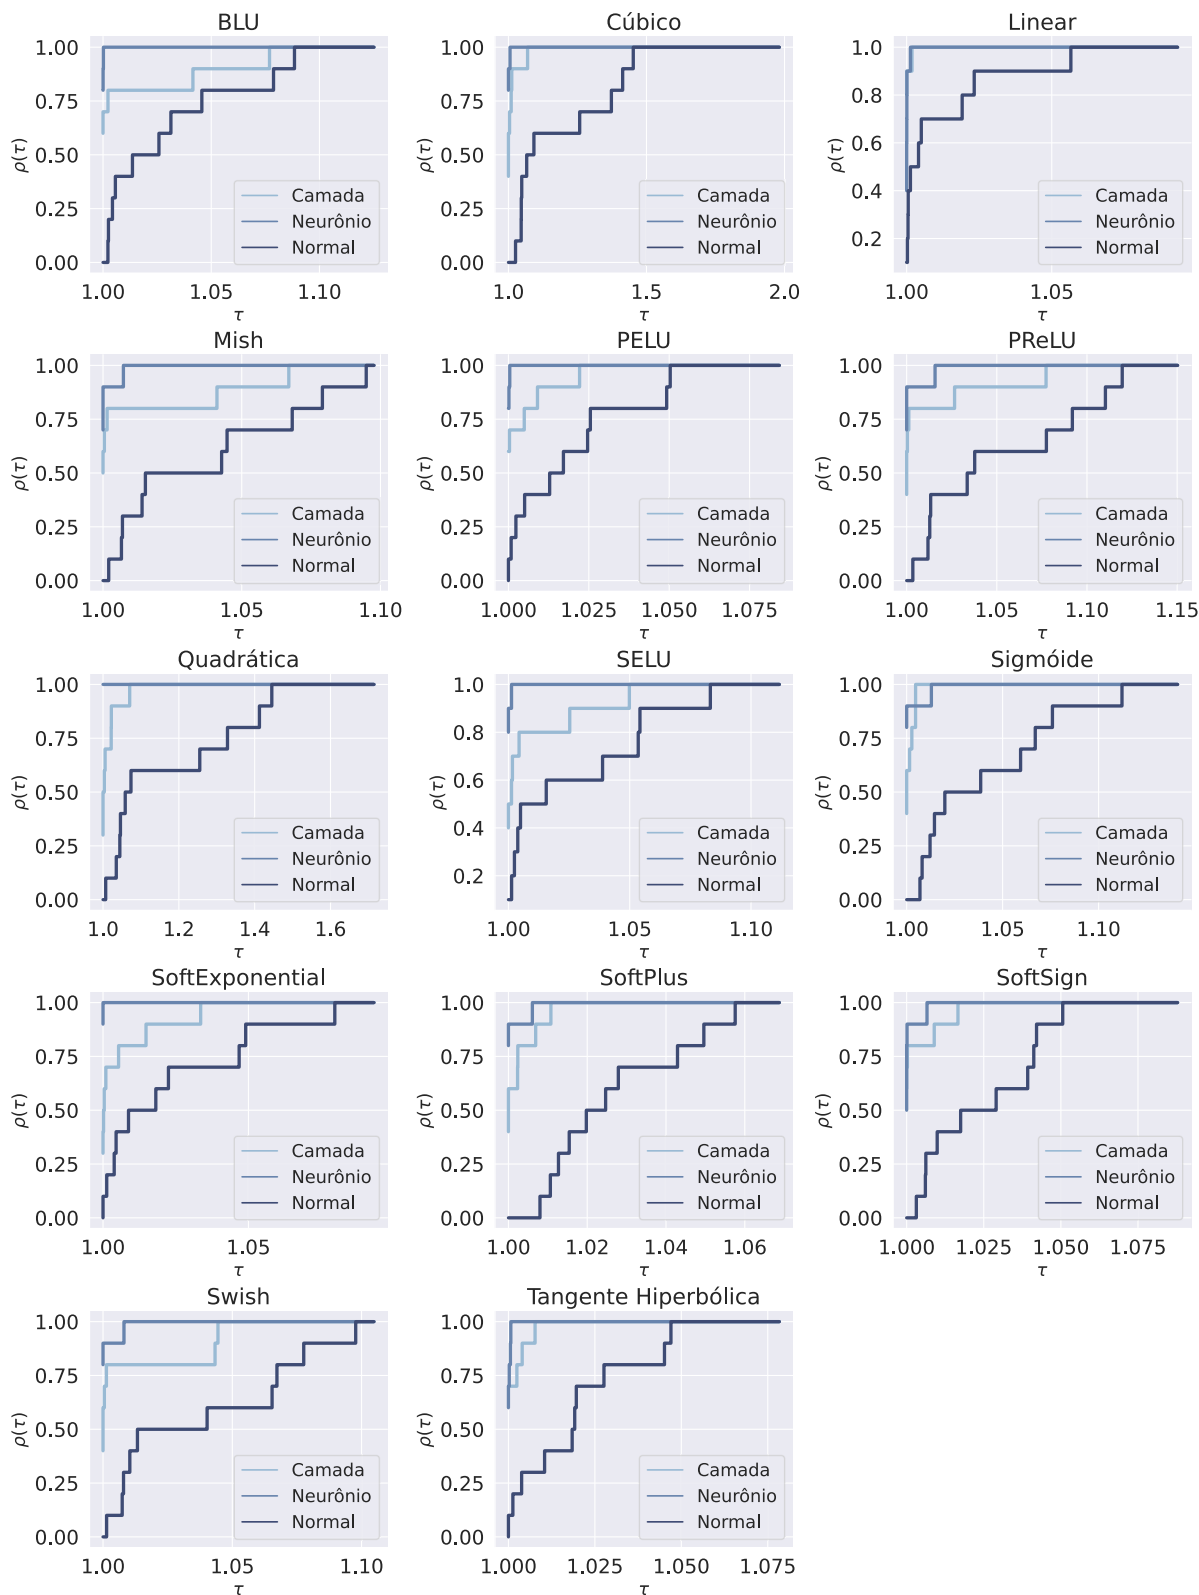 BLU
1.00
0.75
0.50
0.25
0.00
ρ(τ)
Camada
Neurônio
Normal
1.00 1.05 1.10
τ
Cúbico
1.00
0.75
0.50
0.25
0.00
ρ(τ)
Camada
Neurônio
Normal
1.0 1.5 2.0
τ
Linear
1.0
0.8
0.6
0.4
0.2
ρ(τ)
Camada
Neurônio
Normal
1.00 1.05
τ
Mish
1.00
0.75
0.50
0.25
0.00
ρ(τ)
Camada
Neurônio
Normal
1.00 1.05 1.10
τ
PELU
1.00
0.75
0.50
0.25
0.00
ρ(τ)
Camada
Neurônio
Normal
1.000 1.025 1.050 1.075
τ
PReLU
1.00
0.75
0.50
0.25
0.00
ρ(τ)
Camada
Neurônio
Normal
1.00 1.05 1.10 1.15
τ
Quadrática
1.00
0.75
0.50
0.25
0.00
ρ(τ)
Camada
Neurônio
Normal
1.0 1.2 1.4 1.6
τ
SELU
1.0
0.8
0.6
0.4
0.2
ρ(τ)
Camada
Neurônio
Normal
1.00 1.05 1.10
τ
Sigmóide
1.00
0.75
0.50
0.25
0.00
ρ(τ)
Camada
Neurônio
Normal
1.00 1.05 1.10
τ
SoftExponential
1.00
0.75
0.50
0.25
0.00
ρ(τ)
Camada
Neurônio
Normal
1.00 1.05
τ
SoftPlus
1.00
0.75
0.50
0.25
0.00
ρ(τ)
Camada
Neurônio
Normal
1.00 1.02 1.04 1.06
τ
SoftSign
1.00
0.75
0.50
0.25
0.00
ρ(τ)
Camada
Neurônio
Normal
1.000 1.025 1.050 1.075
τ
Swish
1.00
0.75
0.50
0.25
0.00
ρ(τ)
Camada
Neurônio
Normal
1.00 1.05 1.10
τ
Tangente Hiperbólica
1.00
0.75
0.50
0.25
0.00
ρ(τ)
Camada
Neurônio
Normal
1.000 1.025 1.050 1.075
τ